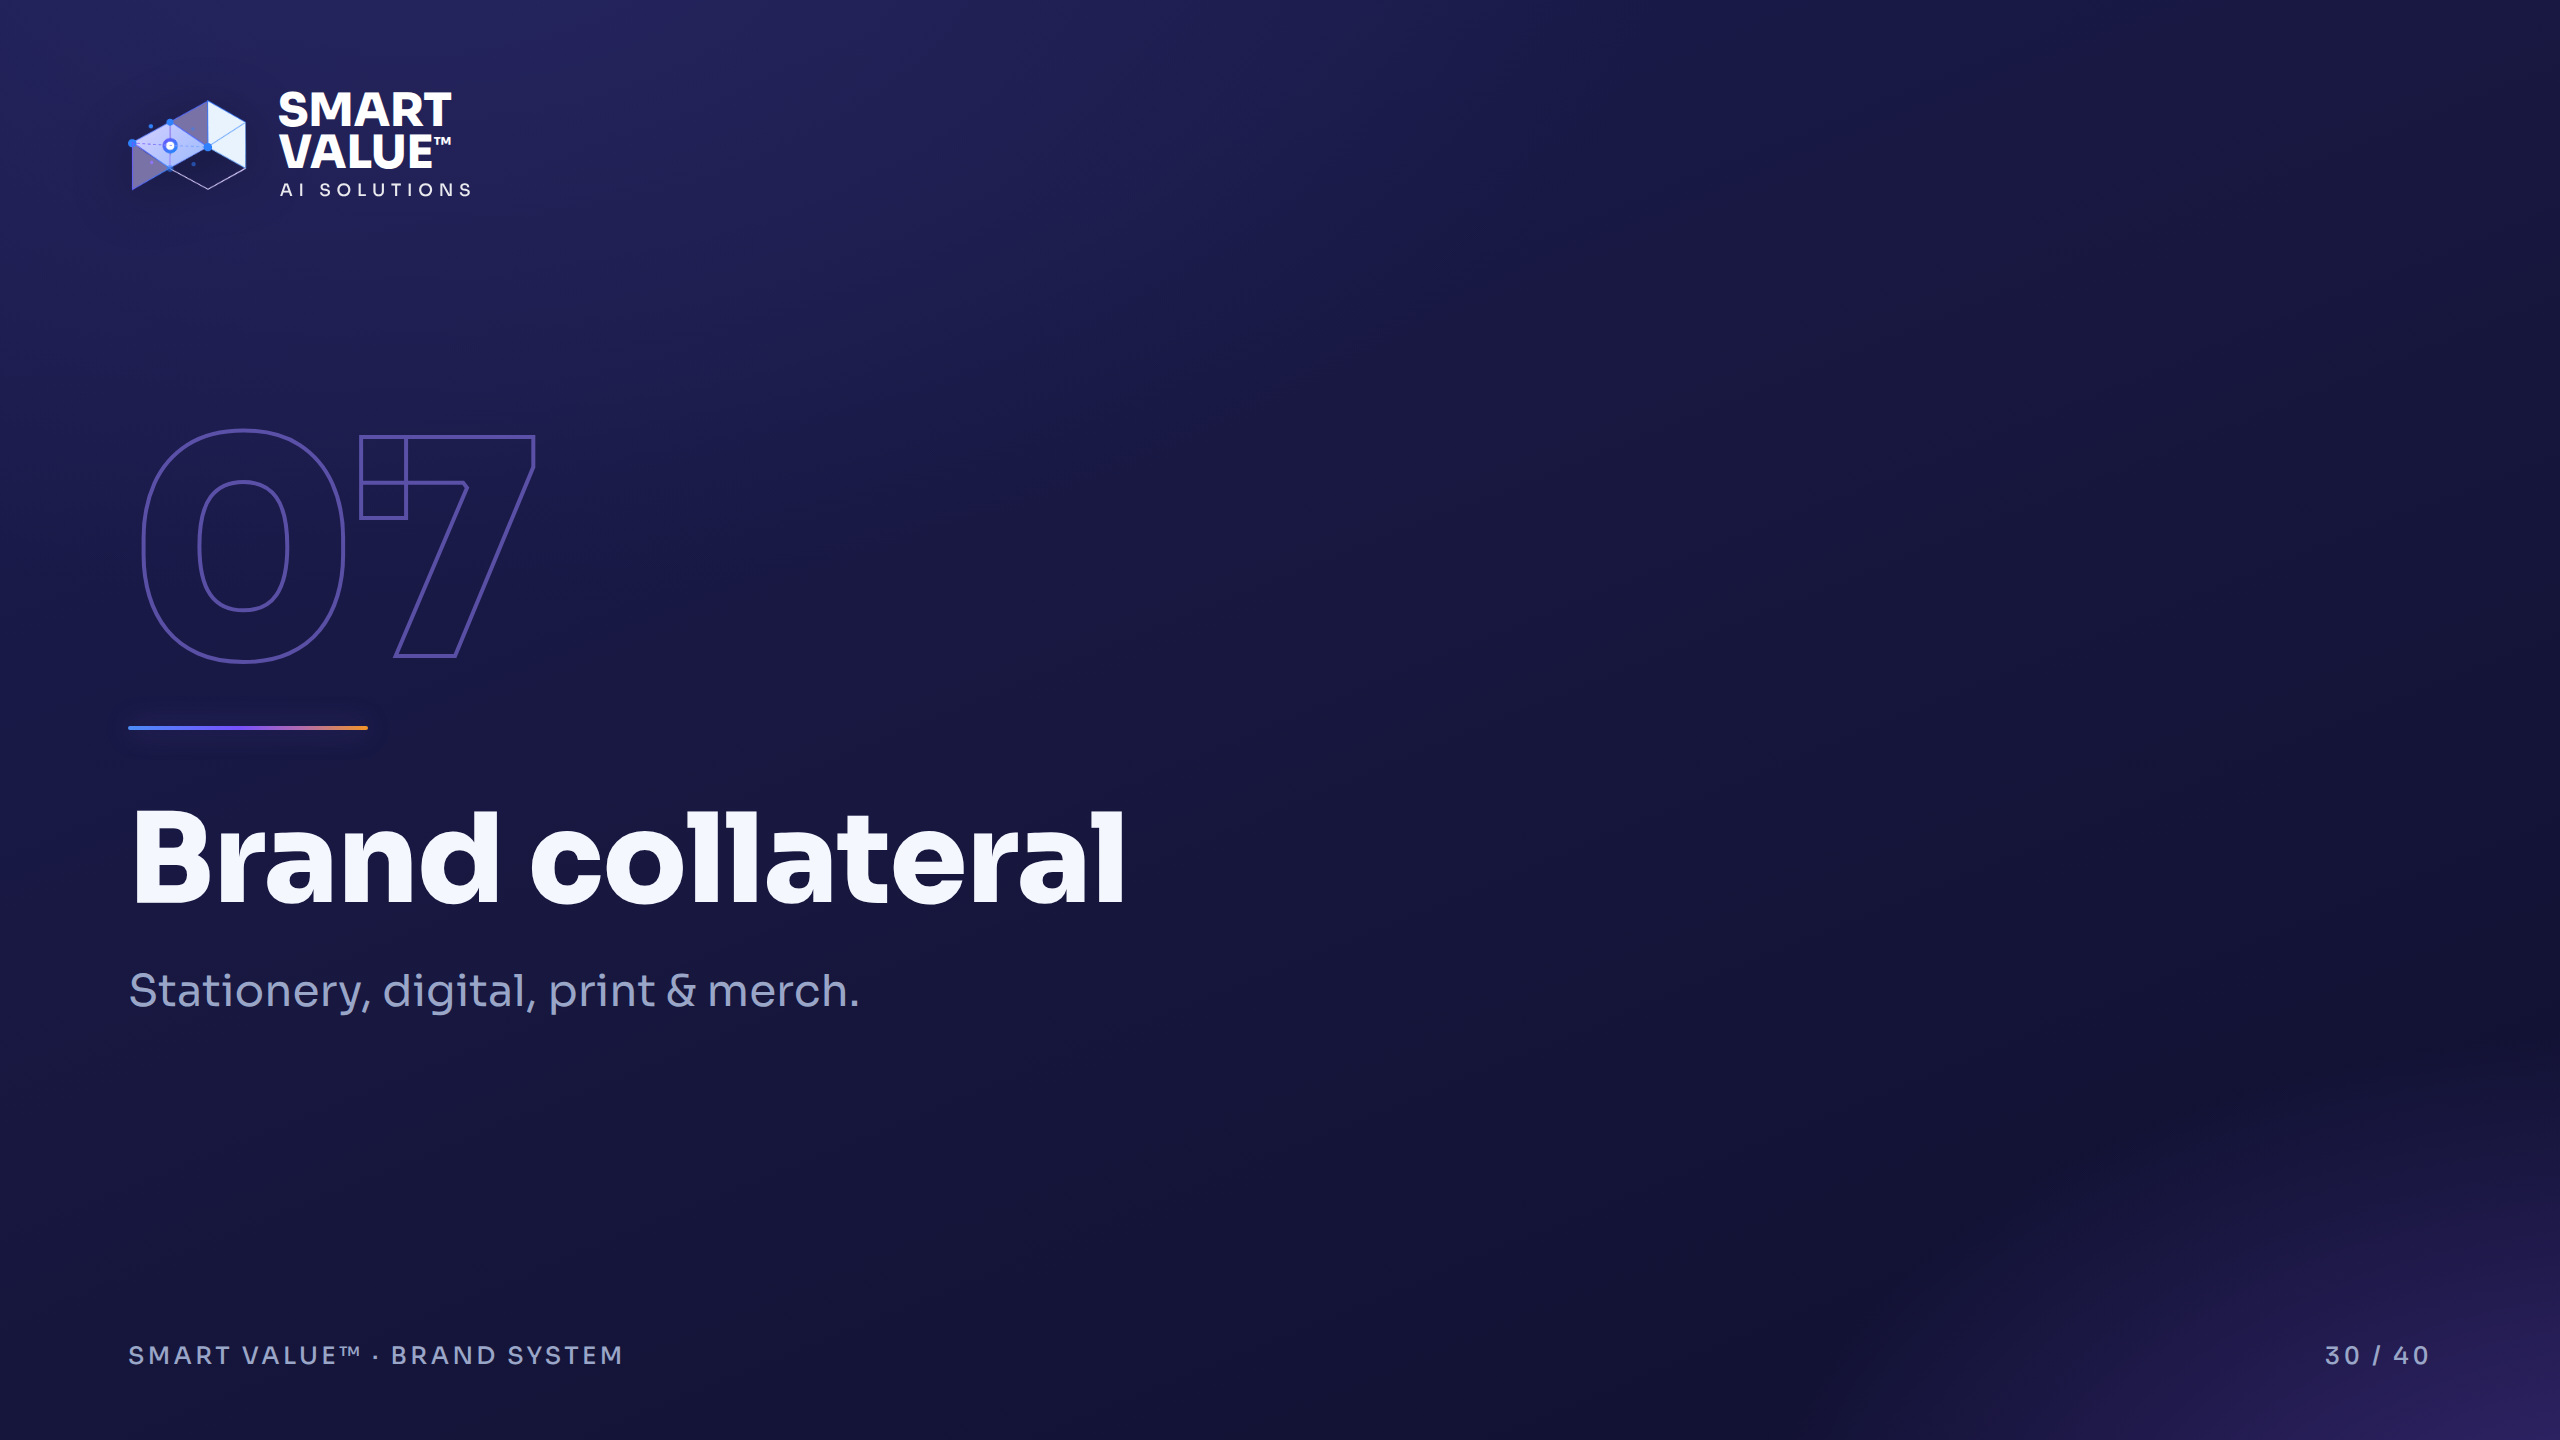 SMART
VALUE™
AI SOLUTIONS
07
Brand collateral
Stationery, digital, print & merch.
SMART VALUE™ · BRAND SYSTEM
30 / 40